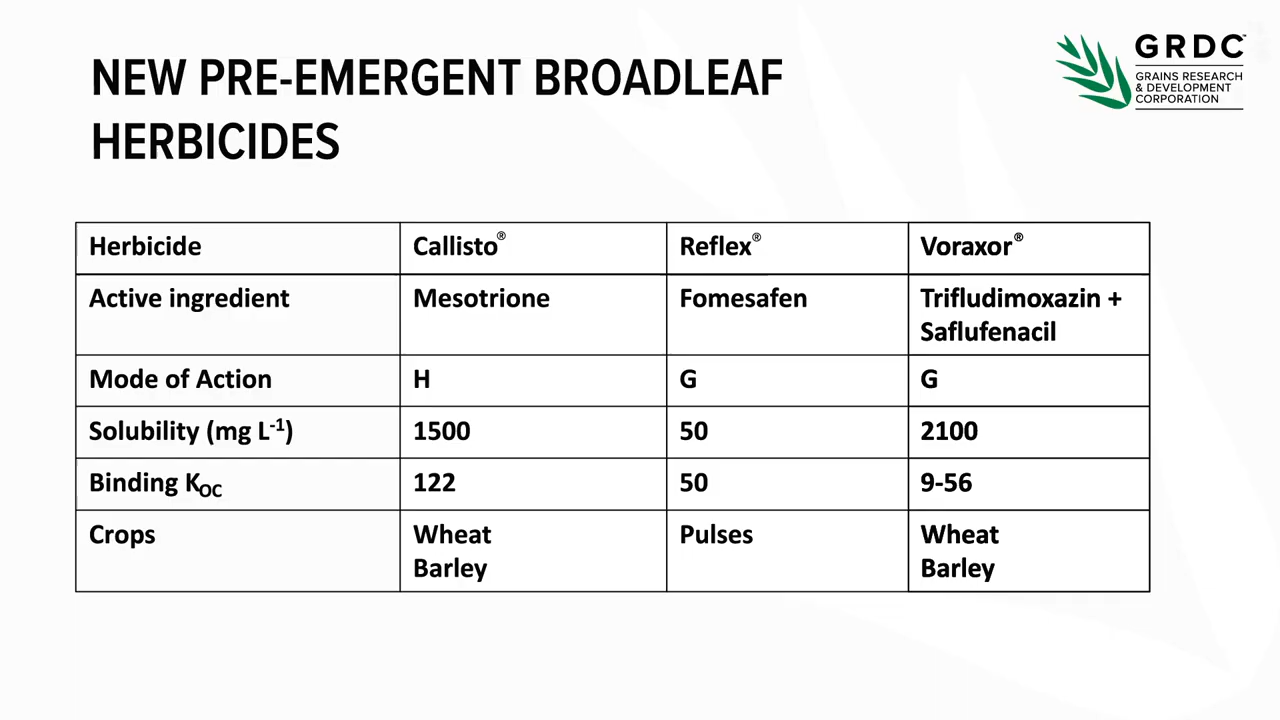 NEW PRE-EMERGENT BROADLEAF
HERBICIDES
GRDC™
GRAINS RESEARCH
& DEVELOPMENT
CORPORATION
Herbicide Callisto® Reflex® Voraxor®
Active ingredient Mesotrione Fomesafen Trifludimoxazin +
Saflufenacil
Mode of Action H G G
Solubility (mg L⁻¹) 1500 50 2100
Binding KOC 122 50 9-56
Crops Wheat Pulses Wheat
Barley Barley